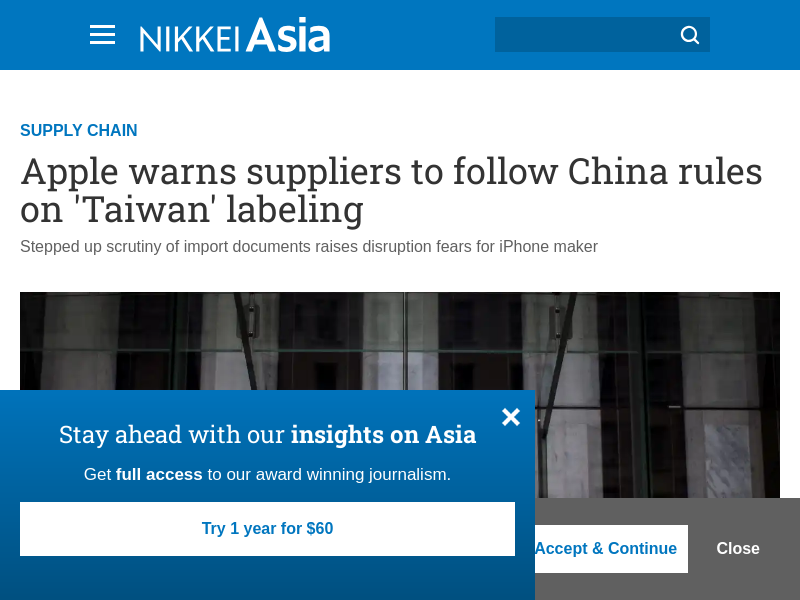 NIKKEI Asia
SUPPLY CHAIN
Apple warns suppliers to follow China rules
on 'Taiwan' labeling
Stepped up scrutiny of import documents raises disruption fears for iPhone maker
Stay ahead with our insights on Asia
Get full access to our award winning journalism.
Try 1 year for $60
Accept & Continue
Close